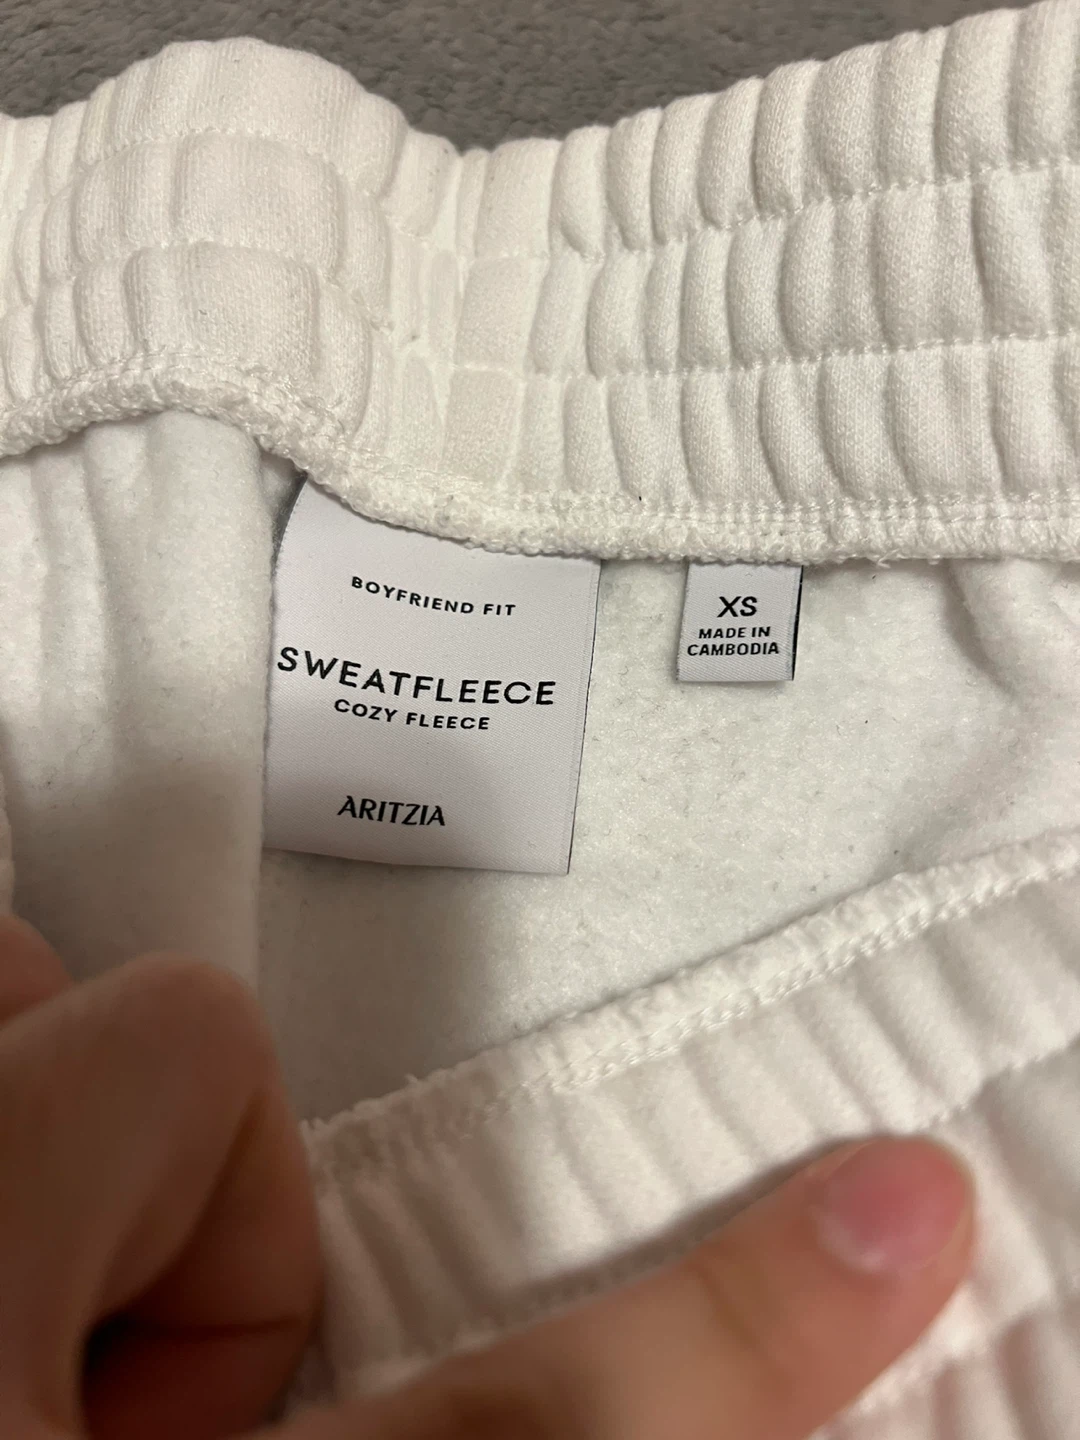 BOYFRIEND FIT
SWEATFLEECE
COZY FLEECE
ARITZIA
XS
MADE IN
CAMBODIA